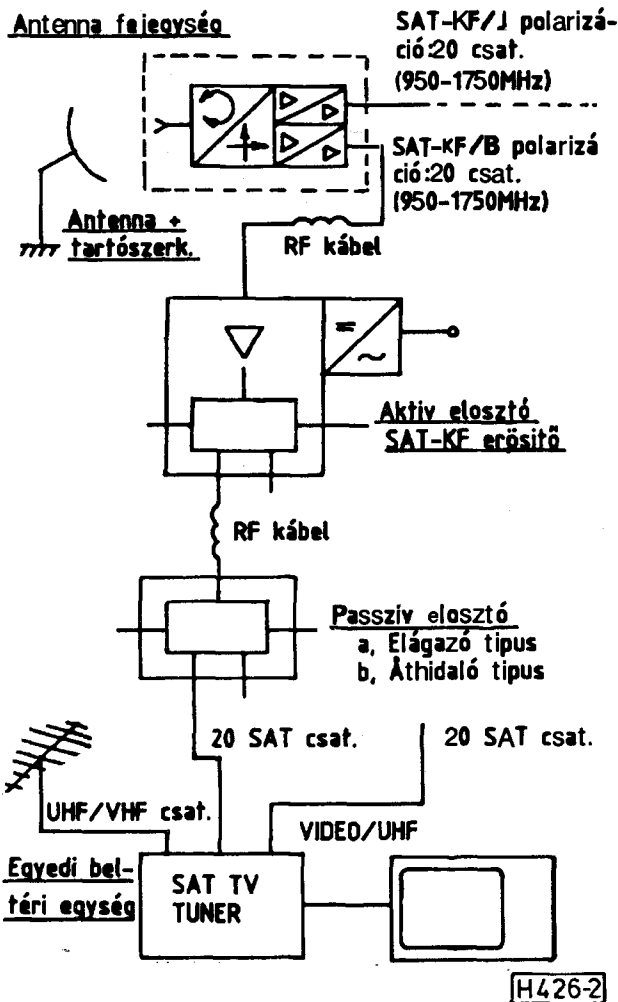 Antenna fejegység
SAT-KF/J polarizá-
ció:20 csat.
(950-1750MHz)
SAT-KF/B polarizá
ció:20 csat.
(950-1750MHz)
Antenna +
tartószerk.
RF kábel
=
~
Aktiv elosztó
SAT-KF erösitő
RF kábel
Passziv elosztó
a, Elágazó tipus
b, Áthidaló tipus
20 SAT csat.
20 SAT csat.
UHF/VHF csat.
VIDEO/UHF
Egyedi bel-
téri egység
SAT TV
TUNER
H426-2